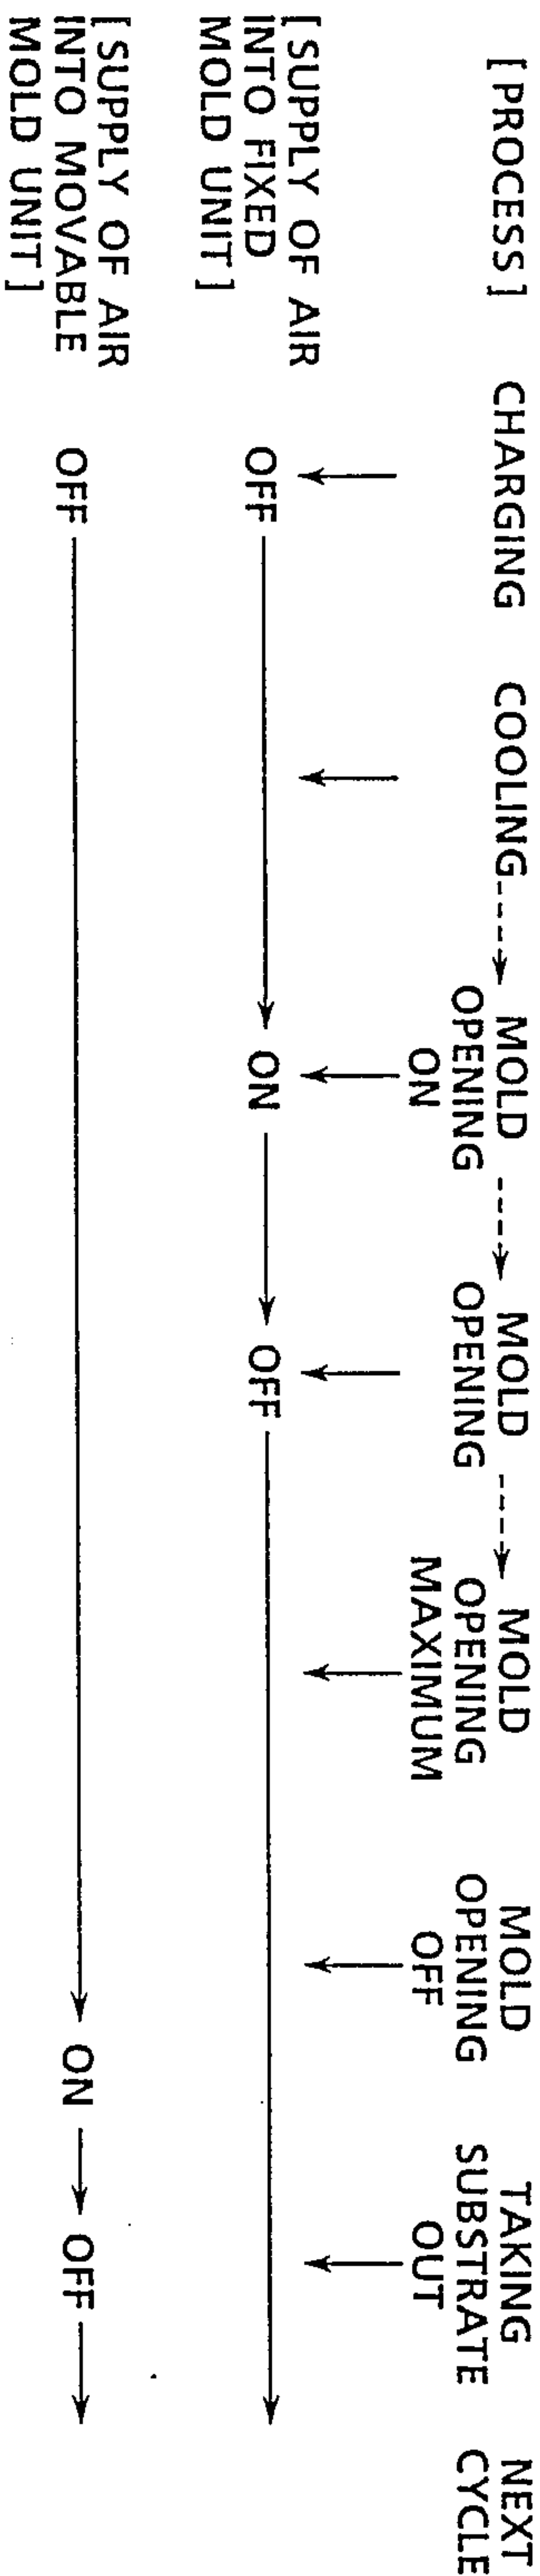 [ PROCESS ]
CHARGING
COOLING
MOLD
OPENING
ON
MOLD
OPENING
MOLD
OPENING
MAXIMUM
MOLD
OPENING
OFF
TAKING
SUBSTRATE
OUT
NEXT
CYCLE
[ SUPPLY OF AIR
INTO FIXED
MOLD UNIT ]
OFF
ON
OFF
[ SUPPLY OF AIR
INTO MOVABLE
MOLD UNIT ]
OFF
ON
OFF